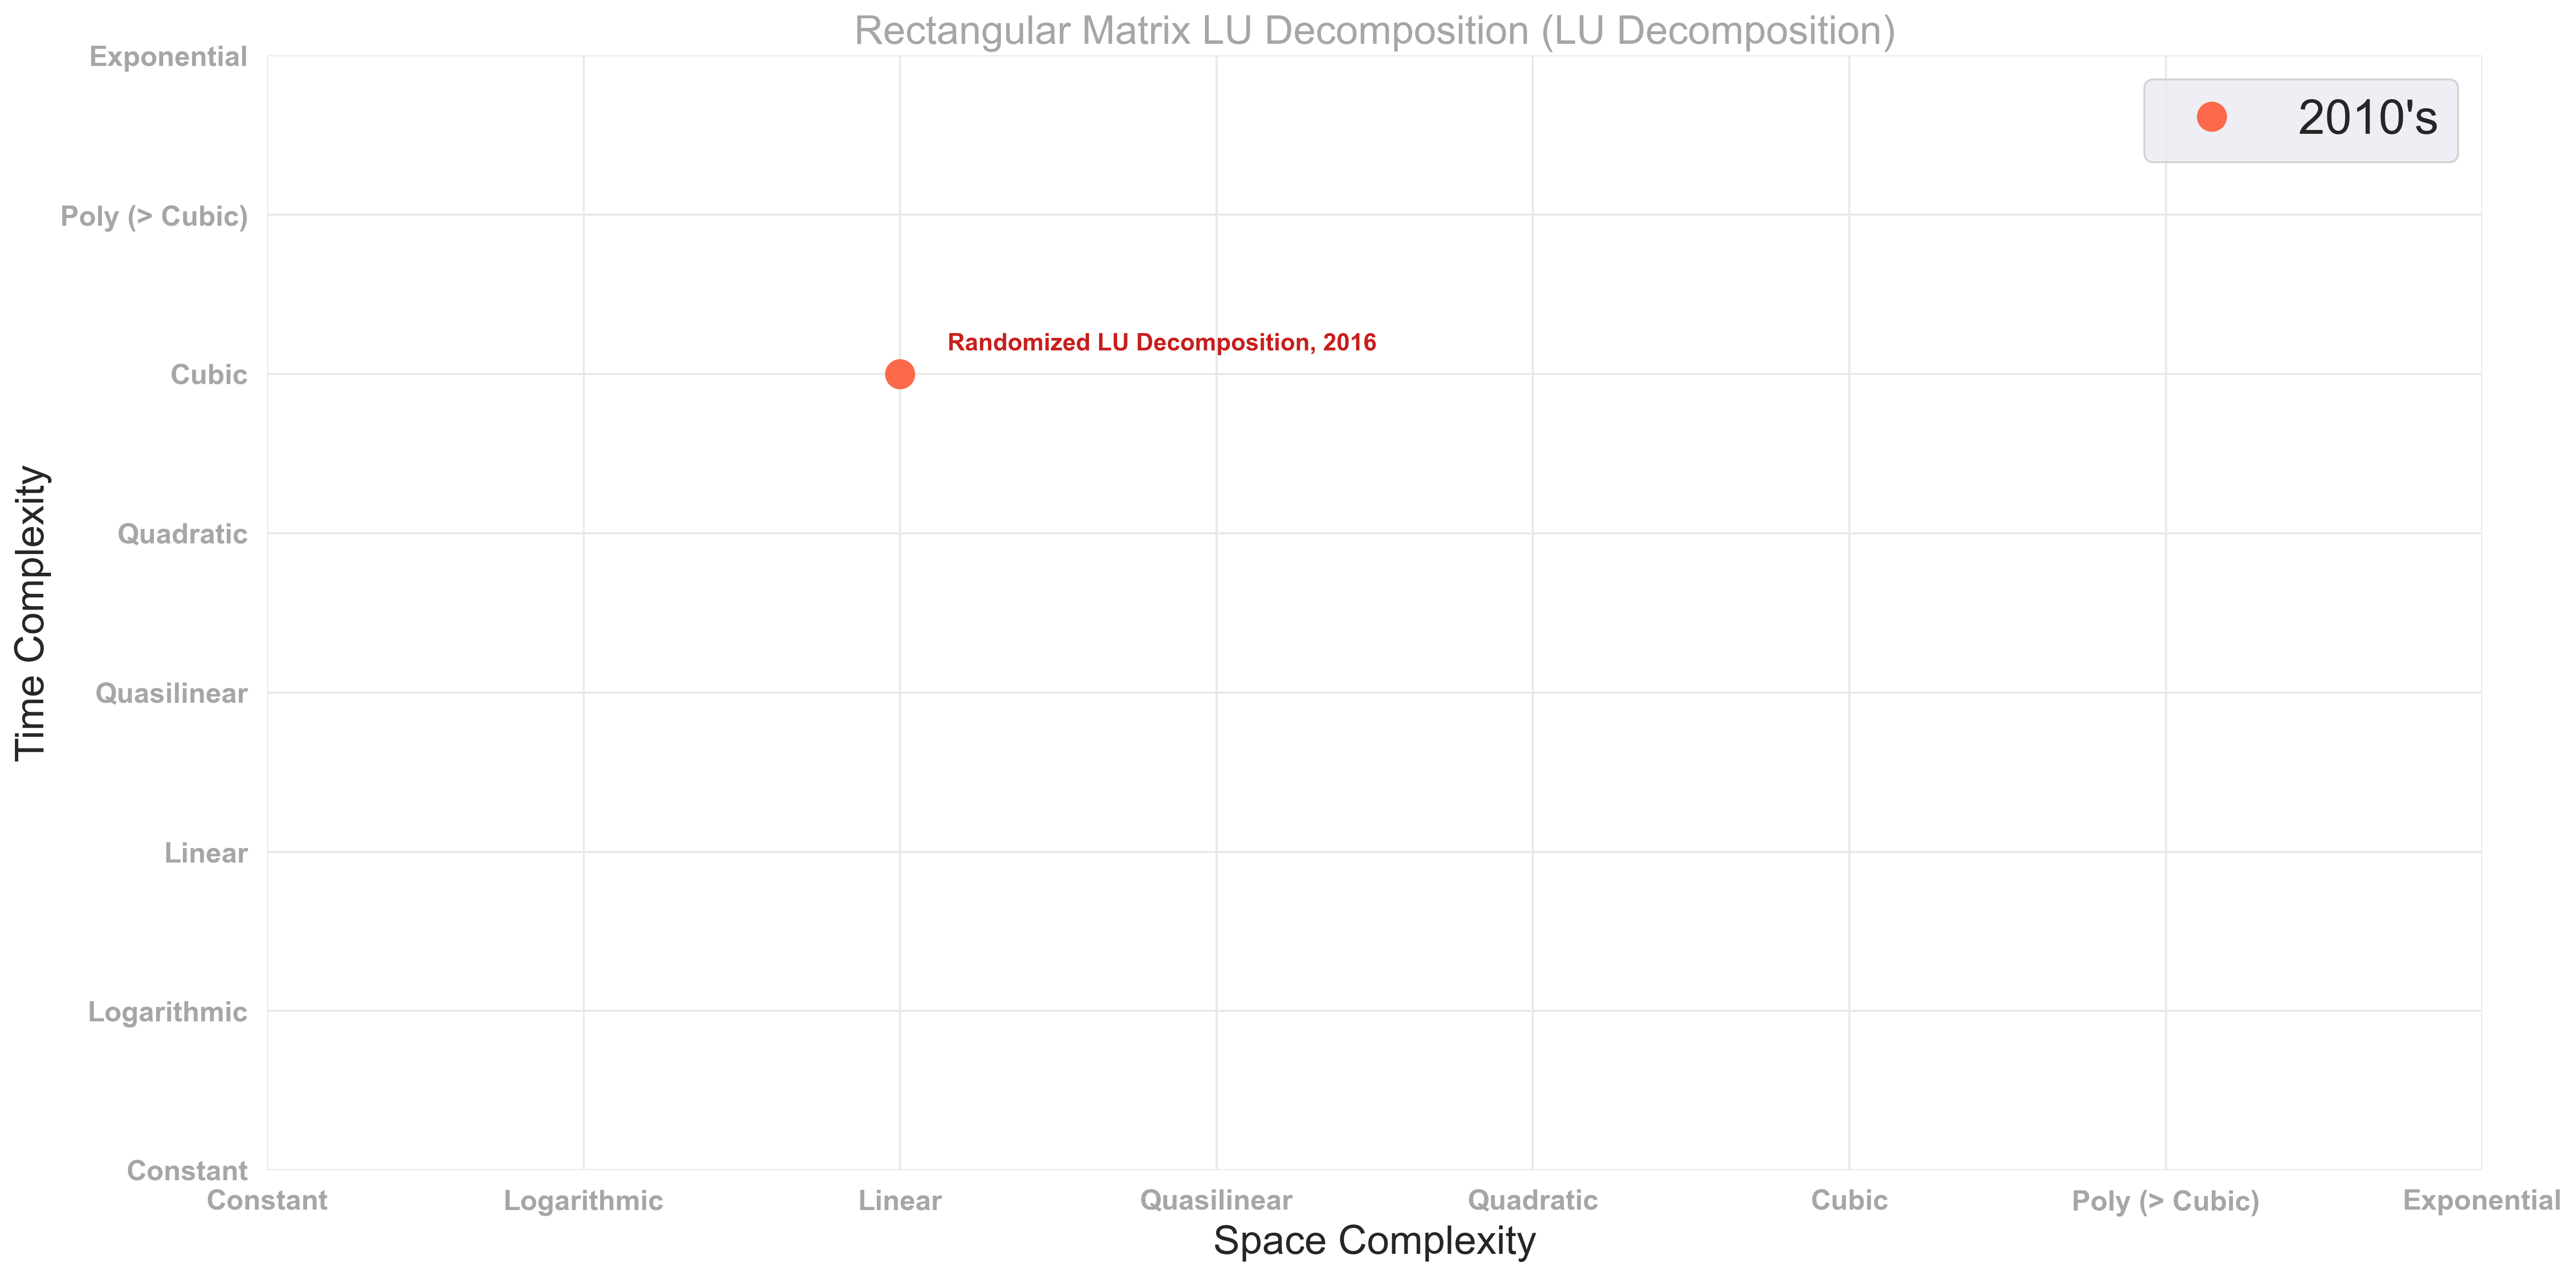 Rectangular Matrix LU Decomposition (LU Decomposition)
Exponential
2010's
Poly (> Cubic)
Randomized LU Decomposition, 2016
Cubic
Quadratic
Quasilinear
Linear
Logarithmic
Constant
Time Complexity
Constant
Logarithmic
Linear
Quasilinear
Quadratic
Cubic
Poly (> Cubic)
Exponential
Space Complexity